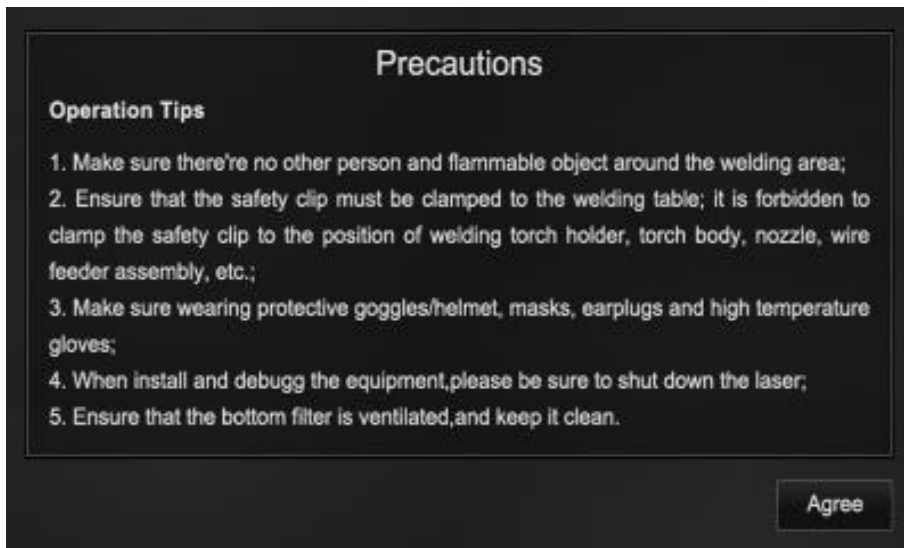 Precautions
Operation Tips
1. Make sure there're no other person and flammable object around the welding area;
2. Ensure that the safety clip must be clamped to the welding table; it is forbidden to
clamp the safety clip to the position of welding torch holder, torch body, nozzle, wire
feeder assembly, etc.;
3. Make sure wearing protective goggles/helmet, masks, earplugs and high temperature
gloves;
4. When install and debugg the equipment,please be sure to shut down the laser;
5. Ensure that the bottom filter is ventilated,and keep it clean.
Agree